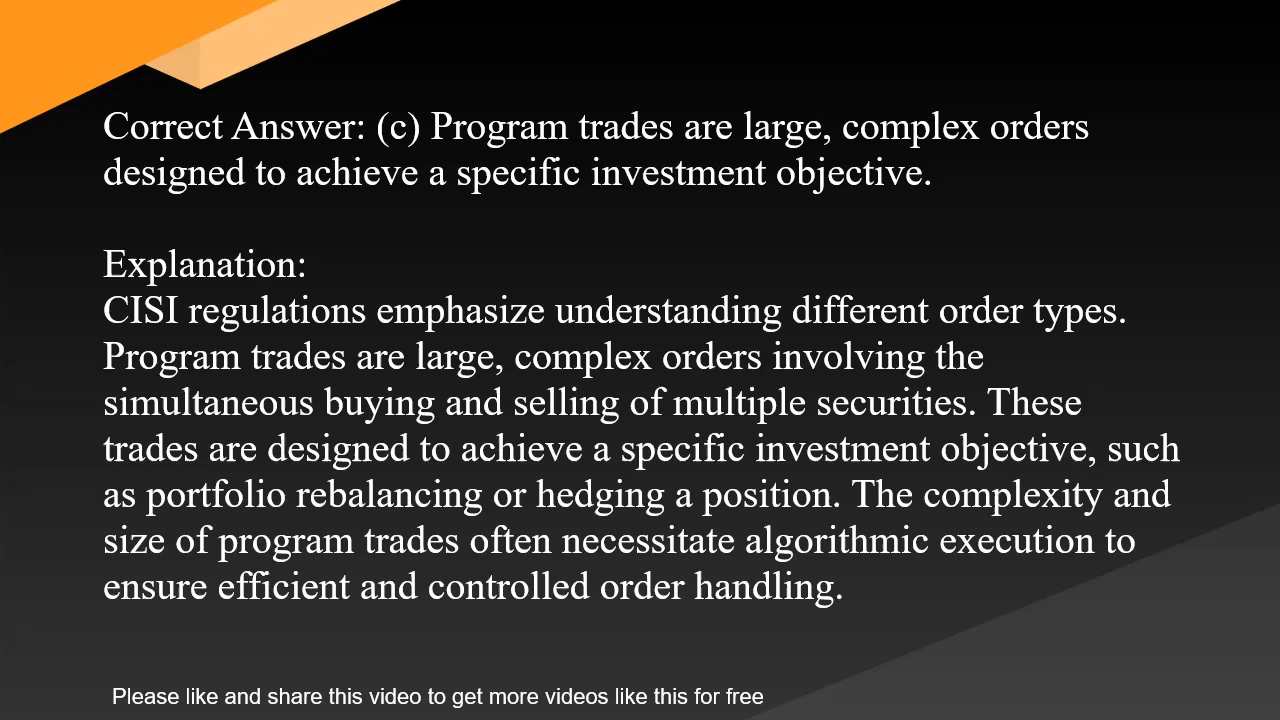 Correct Answer: (c) Program trades are large, complex orders
designed to achieve a specific investment objective.
Explanation:
CISI regulations emphasize understanding different order types.
Program trades are large, complex orders involving the
simultaneous buying and selling of multiple securities. These
trades are designed to achieve a specific investment objective, such
as portfolio rebalancing or hedging a position. The complexity and
size of program trades often necessitate algorithmic execution to
ensure efficient and controlled order handling.
Please like and share this video to get more videos like this for free